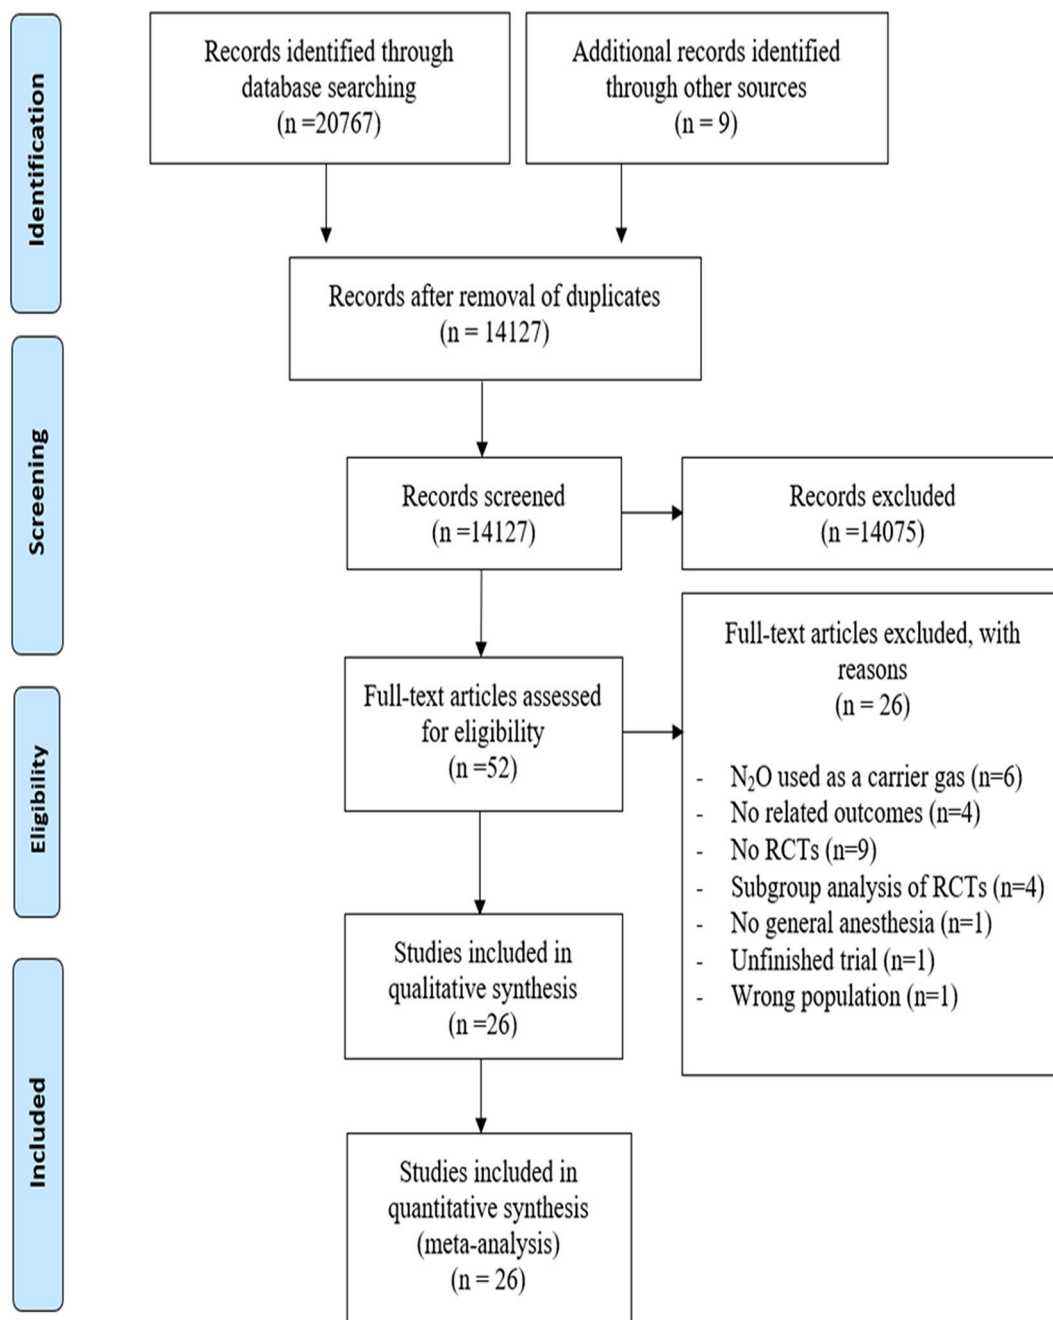 Identification
Records identified through
database searching
(n =20767)
Additional records identified
through other sources
(n = 9)
Records after removal of duplicates
(n = 14127)
Screening
Records screened
(n =14127)
Records excluded
(n =14075)
Eligibility
Full-text articles assessed
for eligibility
(n =52)
Full-text articles excluded, with
reasons
(n = 26)
- N₂O used as a carrier gas (n=6)
- No related outcomes (n=4)
- No RCTs (n=9)
- Subgroup analysis of RCTs (n=4)
- No general anesthesia (n=1)
- Unfinished trial (n=1)
- Wrong population (n=1)
Included
Studies included in
qualitative synthesis
(n =26)
Studies included in
quantitative synthesis
(meta-analysis)
(n = 26)